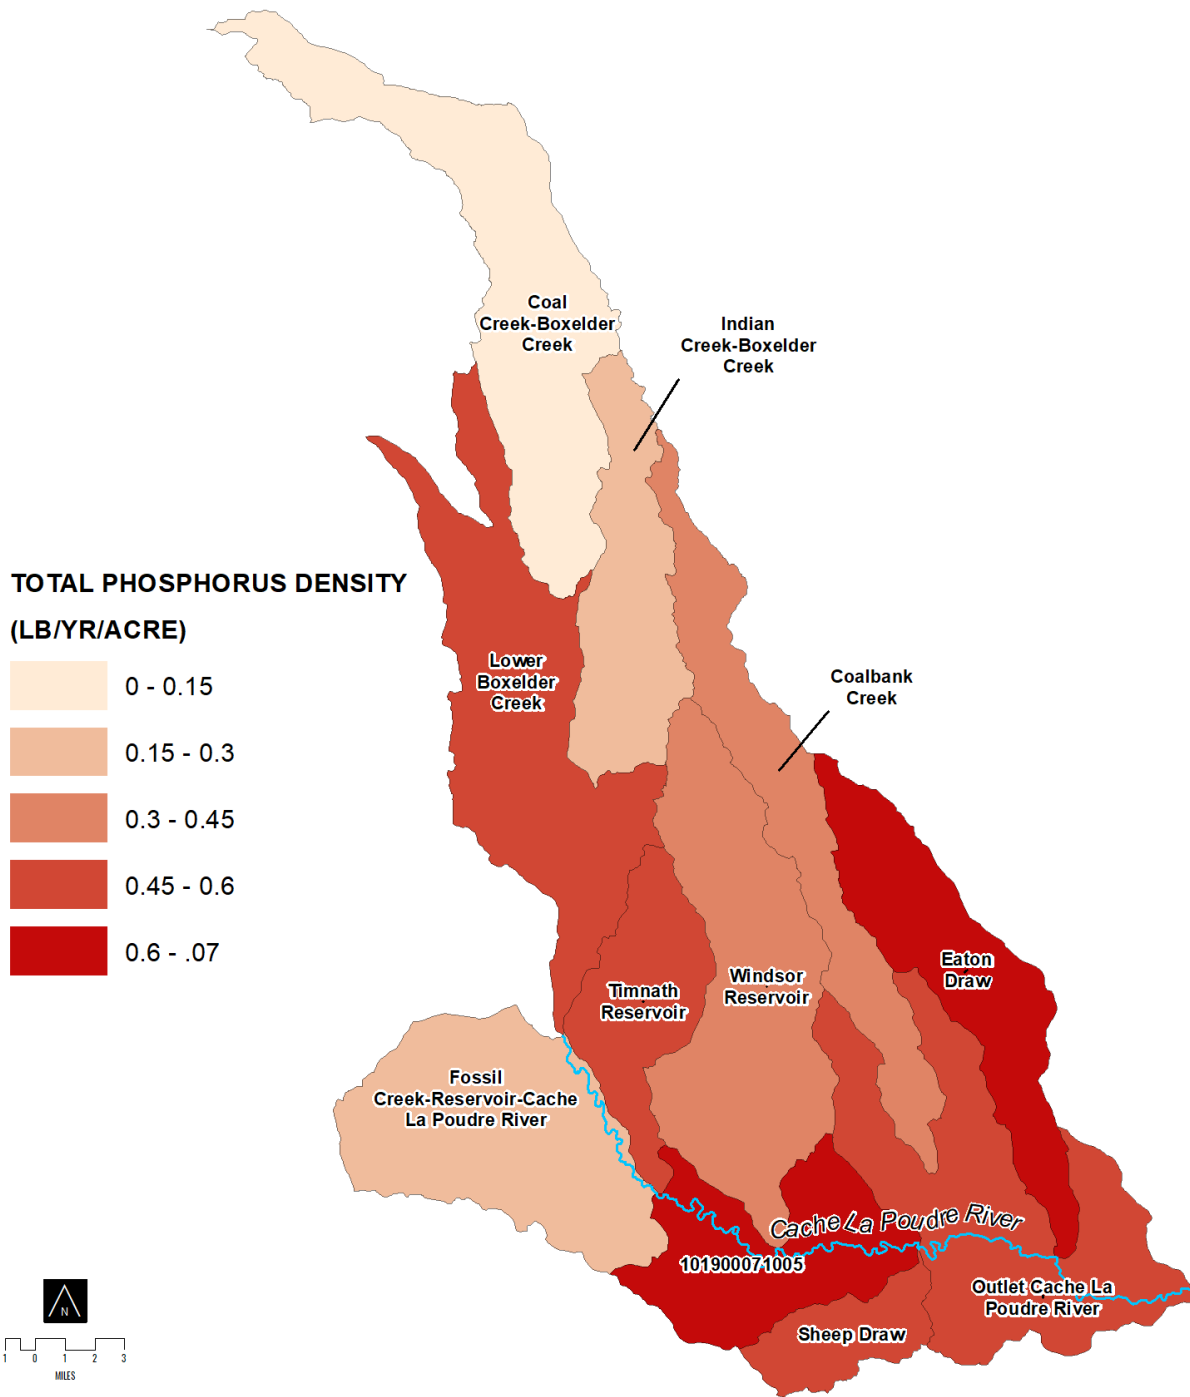 Coal
Creek-Boxelder
Creek
Indian
Creek-Boxelder
Creek
TOTAL PHOSPHORUS DENSITY
(LB/YR/ACRE)
0 - 0.15
0.15 - 0.3
0.3 - 0.45
0.45 - 0.6
0.6 - .07
Lower
Boxelder
Creek
Coalbank
Creek
Eaton
Draw
Timnath
Reservoir
Windsor
Reservoir
Fossil
Creek-Reservoir-Cache
La Poudre River
Cache La Poudre River
101900071005
Outlet Cache La
Poudre River
Sheep Draw
N
1 0 1 2 3
MILES